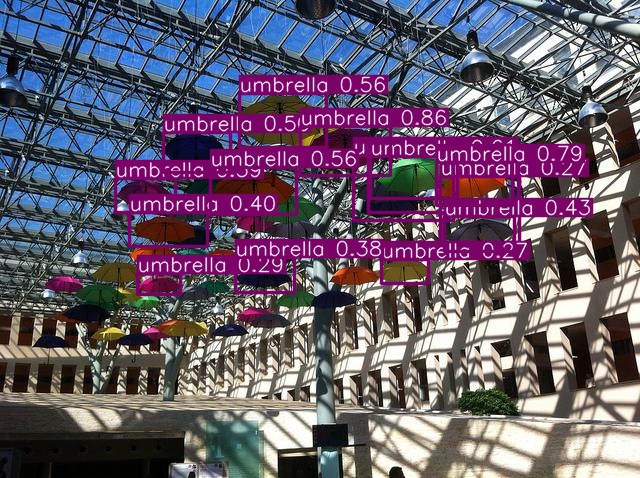 umbrella 0.56
umbrella 0.5
umbrella 0.86
umbrella 0.56
umbrella 0.79
umbrella 0.27
umbrella 0.40
umbrella 0.43
umbrella 0.38
umbrella 0.27
umbrella 0.29